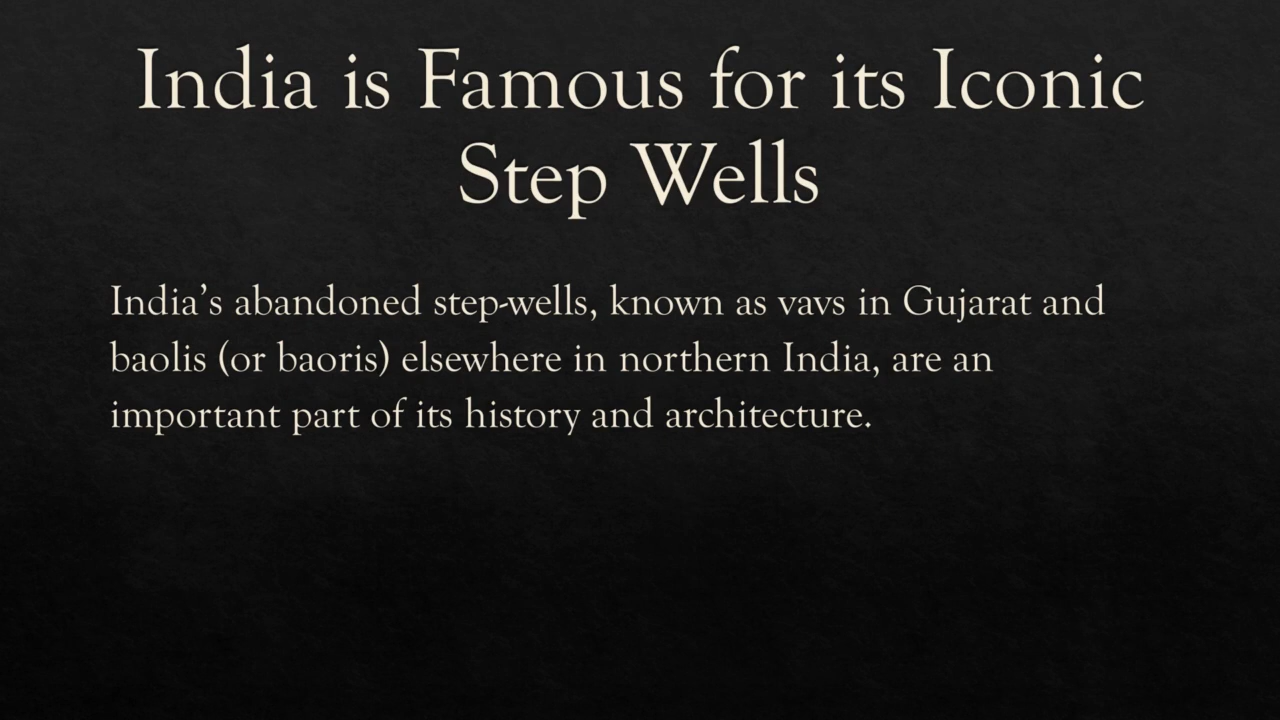 India is Famous for its Iconic
Step Wells
India’s abandoned step-wells, known as vavs in Gujarat and
baolis (or baoris) elsewhere in northern India, are an
important part of its history and architecture.